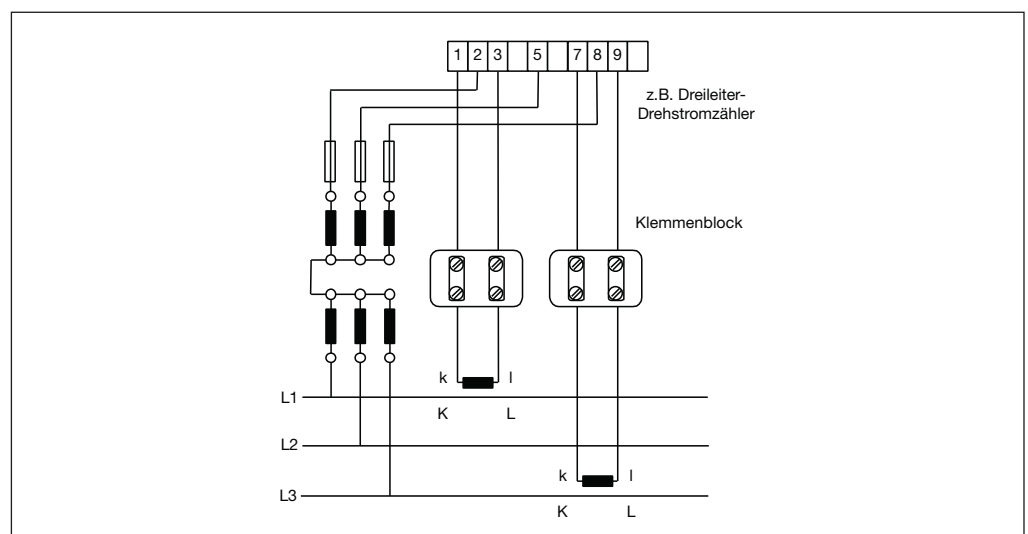 1 2 3 5 7 8 9
z.B. Dreileiter-
Drehstromzähler
Klemmenblock
k l
L1
K L
L2
k l
L3
K L